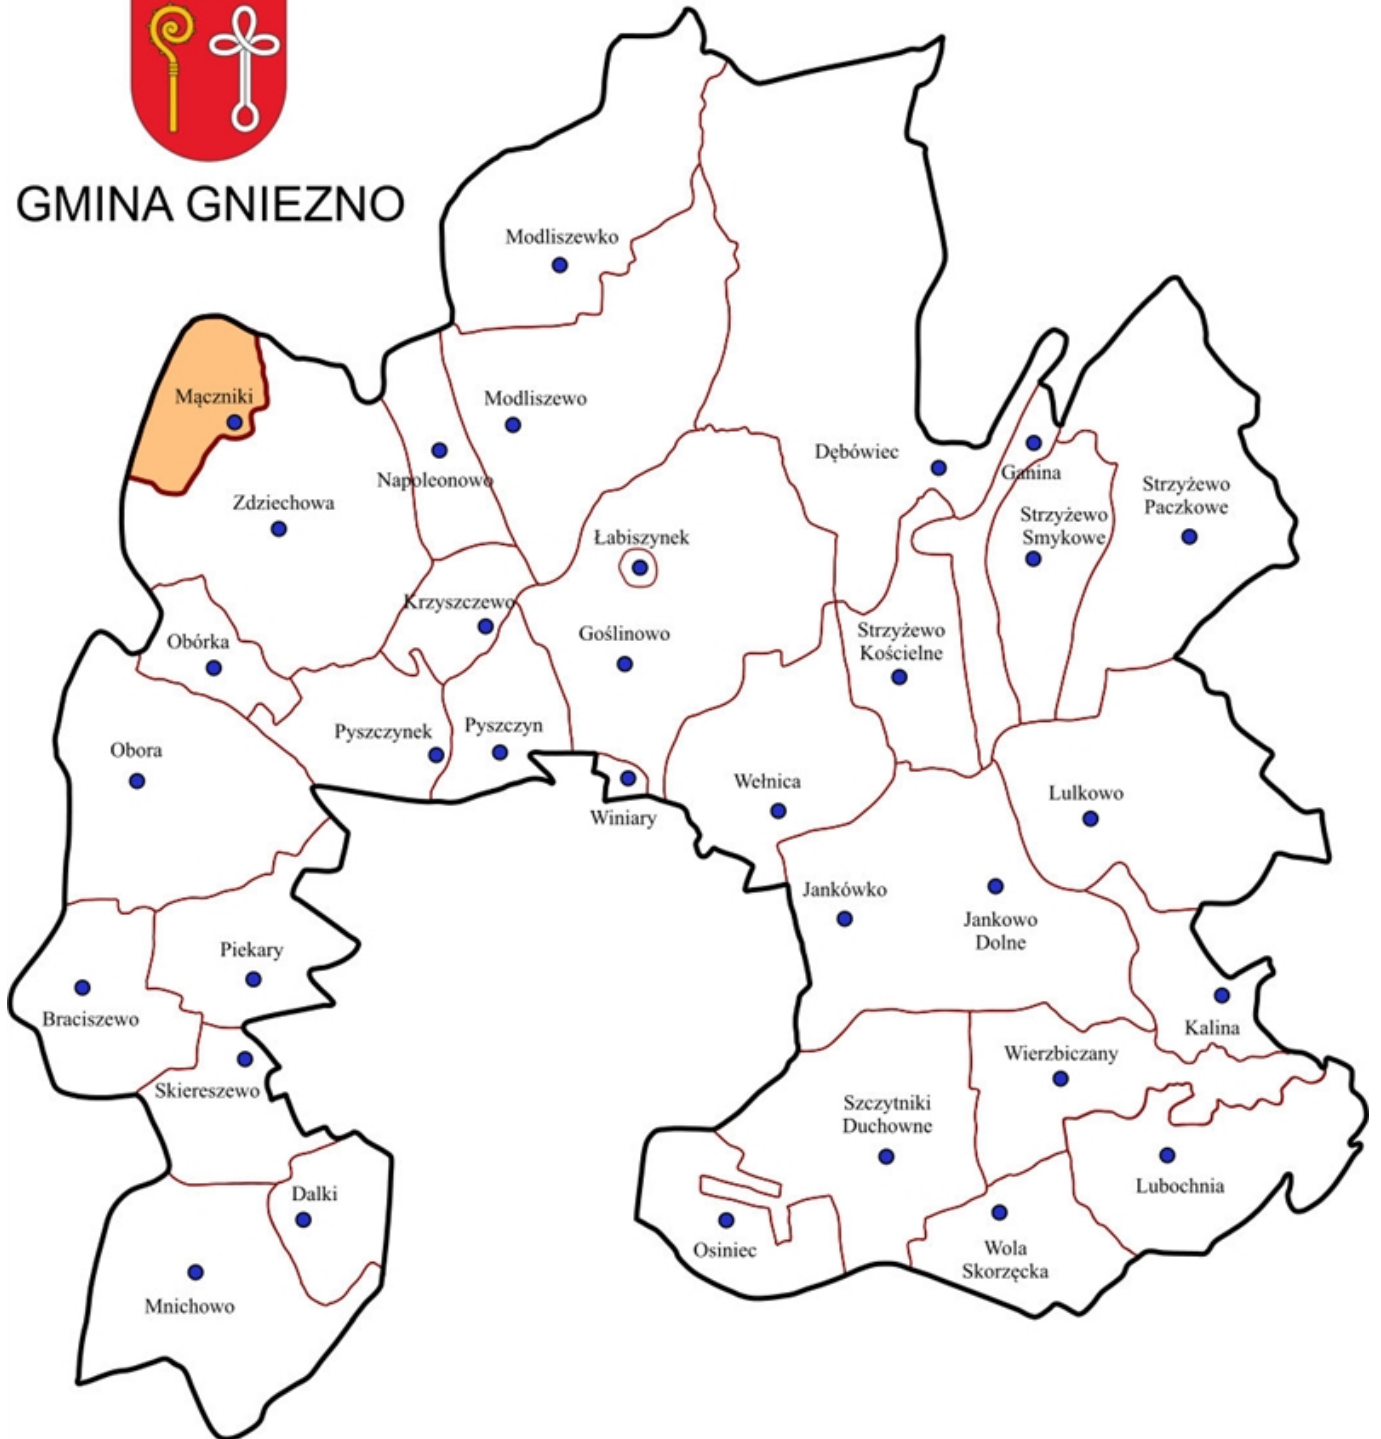 GMINA GNIEZNO
Modliszewko
Mączniki
Modliszewo
Napoleonowo
Zdziechowa
Dębówiec
Ganina
Strzyżewo
Paczkowe
Strzyżewo
Smykowe
Łabiszynek
Krzyszczewo
Obórka
Goślinowo
Strzyżewo
Kościelne
Pyszczynek
Pyszczyn
Obora
Wełnica
Lulkowo
Winiary
Jankówko
Jankowo
Dolne
Piekary
Braciszewo
Kalina
Wierzbiczany
Skiereszewo
Szczytniki
Duchowne
Lubochnia
Dalki
Osiniec
Wola
Skorzęcka
Mnichowo